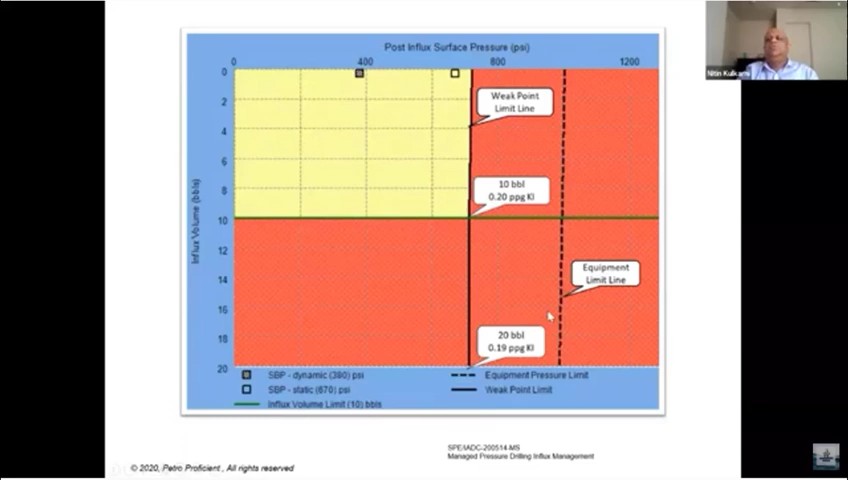 Post Influx Surface Pressure (psi)
0 400 800 1200
0
2
4
6
8
10
12
14
16
18
20
Influx Volume (bbls)
Weak Point
Limit Line
10 bbl
0.20 ppg KI
Equipment
Limit Line
20 bbl
0.19 ppg KI
SBP - dynamic (380) psi
SBP - static (670) psi
Influx Volume Limit (10) bbls
Equipment Pressure Limit
Weak Point Limit
SPE/IADC-200514-MS
Managed Pressure Drilling Influx Management
© 2020, Petro Proficient., All rights reserved
Nitin Kulkarni